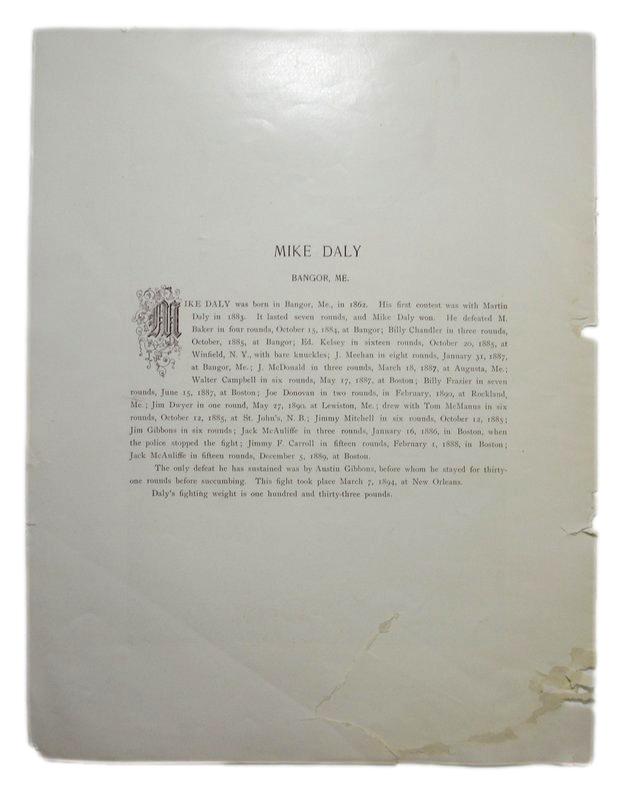 MIKE DALY
BANGOR, ME.
MIKE DALY was born in Bangor, Me., in 1862. His first contest was with Martin
Daly in 1883. It lasted seven rounds, and Mike Daly won. He defeated M.
Baker in four rounds, October 15, 1884, at Bangor; Billy Chandler in three rounds,
October, 1885, at Bangor; Ed. Kelsey in sixteen rounds, October 20, 1885, at
Winfield, N. Y., with bare knuckles; J. Meehan in eight rounds, January 31, 1887,
at Bangor, Me.; J. McDonald in three rounds, March 18, 1887, at Augusta, Me.;
Walter Campbell in six rounds, May 17, 1887, at Boston; Billy Frazier in seven
rounds, June 15, 1887, at Boston; Joe Donovan in two rounds, in February, 1890, at Rockland,
Me.; Jim Dwyer in one round, May 27, 1890, at Lewiston, Me.; drew with Tom McManus in six
rounds, October 12, 1885, at St. John's, N. B.; Jimmy Mitchell in six rounds, October 12, 1885;
Jim Gibbons in six rounds; Jack McAuliffe in three rounds, January 16, 1886, in Boston, when
the police stopped the fight; Jimmy F. Carroll in fifteen rounds, February 1, 1888, in Boston;
Jack McAuliffe in fifteen rounds, December 5, 1889, at Boston.
The only defeat he has sustained was by Austin Gibbons, before whom he stayed for thirty-
one rounds before succumbing. This fight took place March 7, 1894, at New Orleans.
Daly's fighting weight is one hundred and thirty-three pounds.